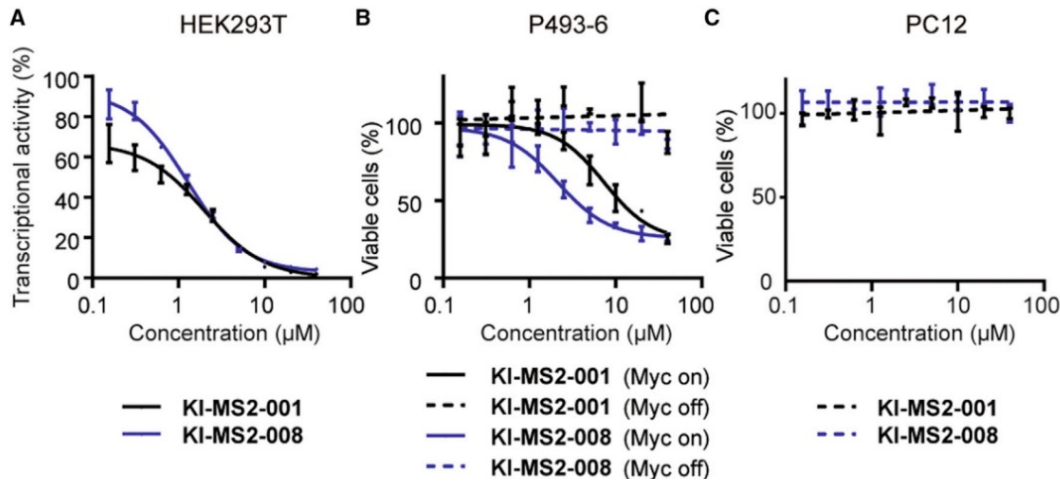 A HEK293T
Transcriptional activity (%)
100
80
60
40
20
0
0.1 1 10 100
Concentration (µM)
KI-MS2-001
KI-MS2-008
B P493-6
Viable cells (%)
100
50
0
0.1 1 10 100
Concentration (µM)
KI-MS2-001 (Myc on)
KI-MS2-001 (Myc off)
KI-MS2-008 (Myc on)
KI-MS2-008 (Myc off)
C PC12
Viable cells (%)
100
50
0
0.1 1 10 100
Concentration (µM)
KI-MS2-001
KI-MS2-008